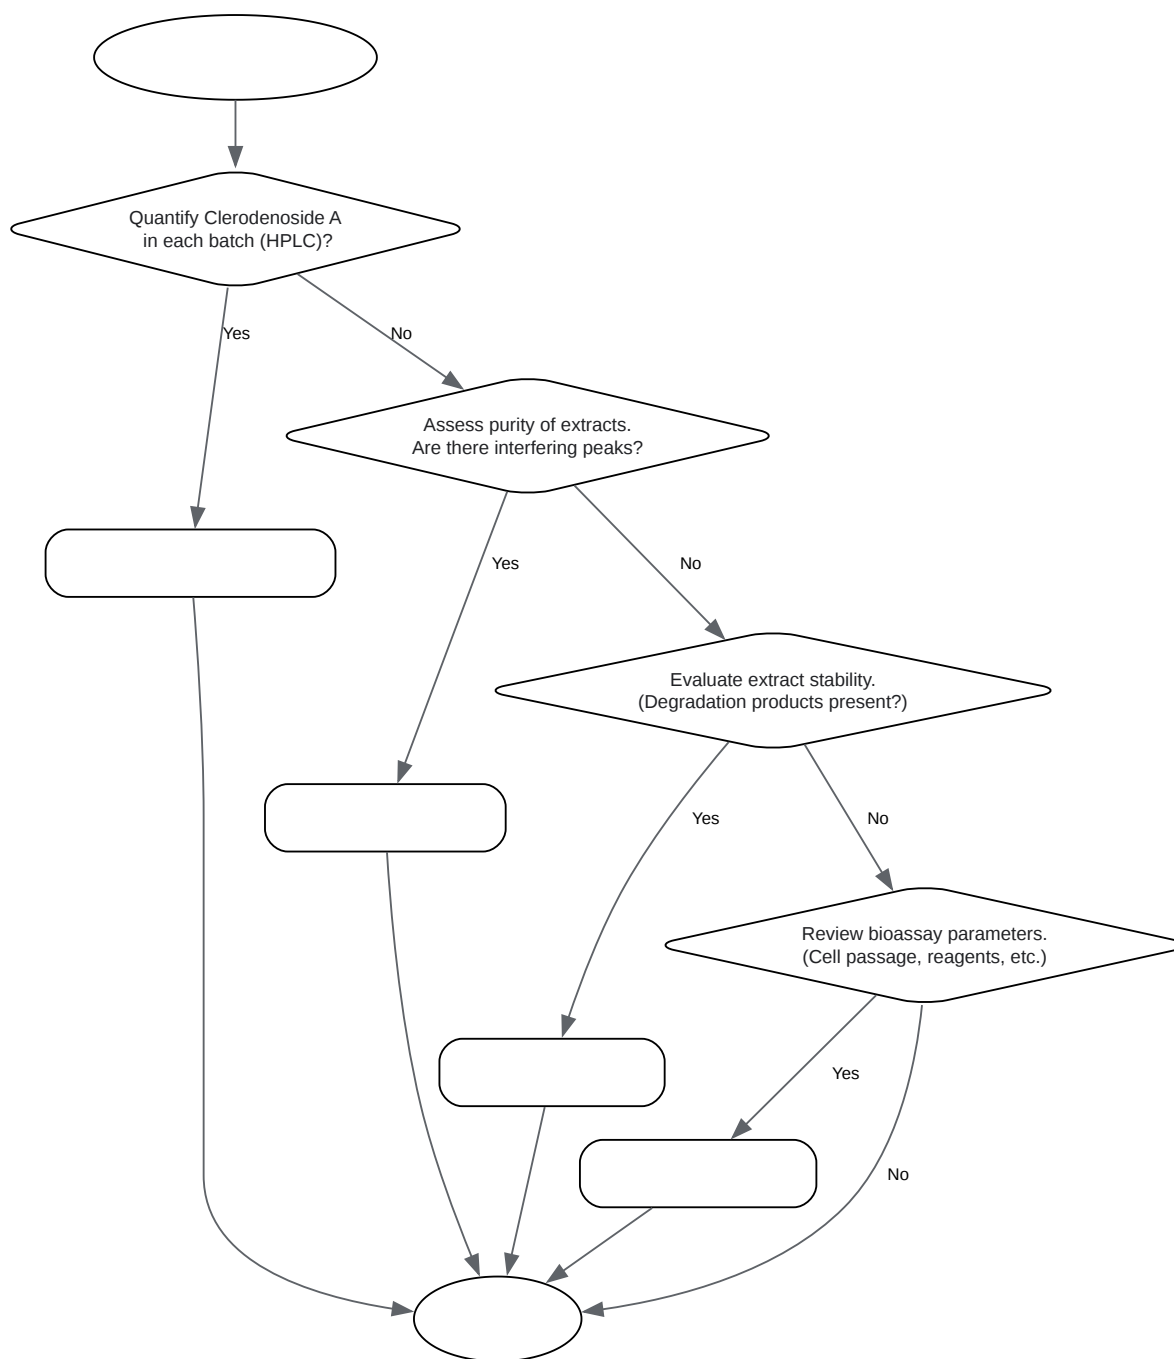 Quantify Clerodenoside A
in each batch (HPLC)?
Yes
No
Assess purity of extracts.
Are there interfering peaks?
Yes
No
Evaluate extract stability.
(Degradation products present?)
Yes
No
Review bioassay parameters.
(Cell passage, reagents, etc.)
Yes
No